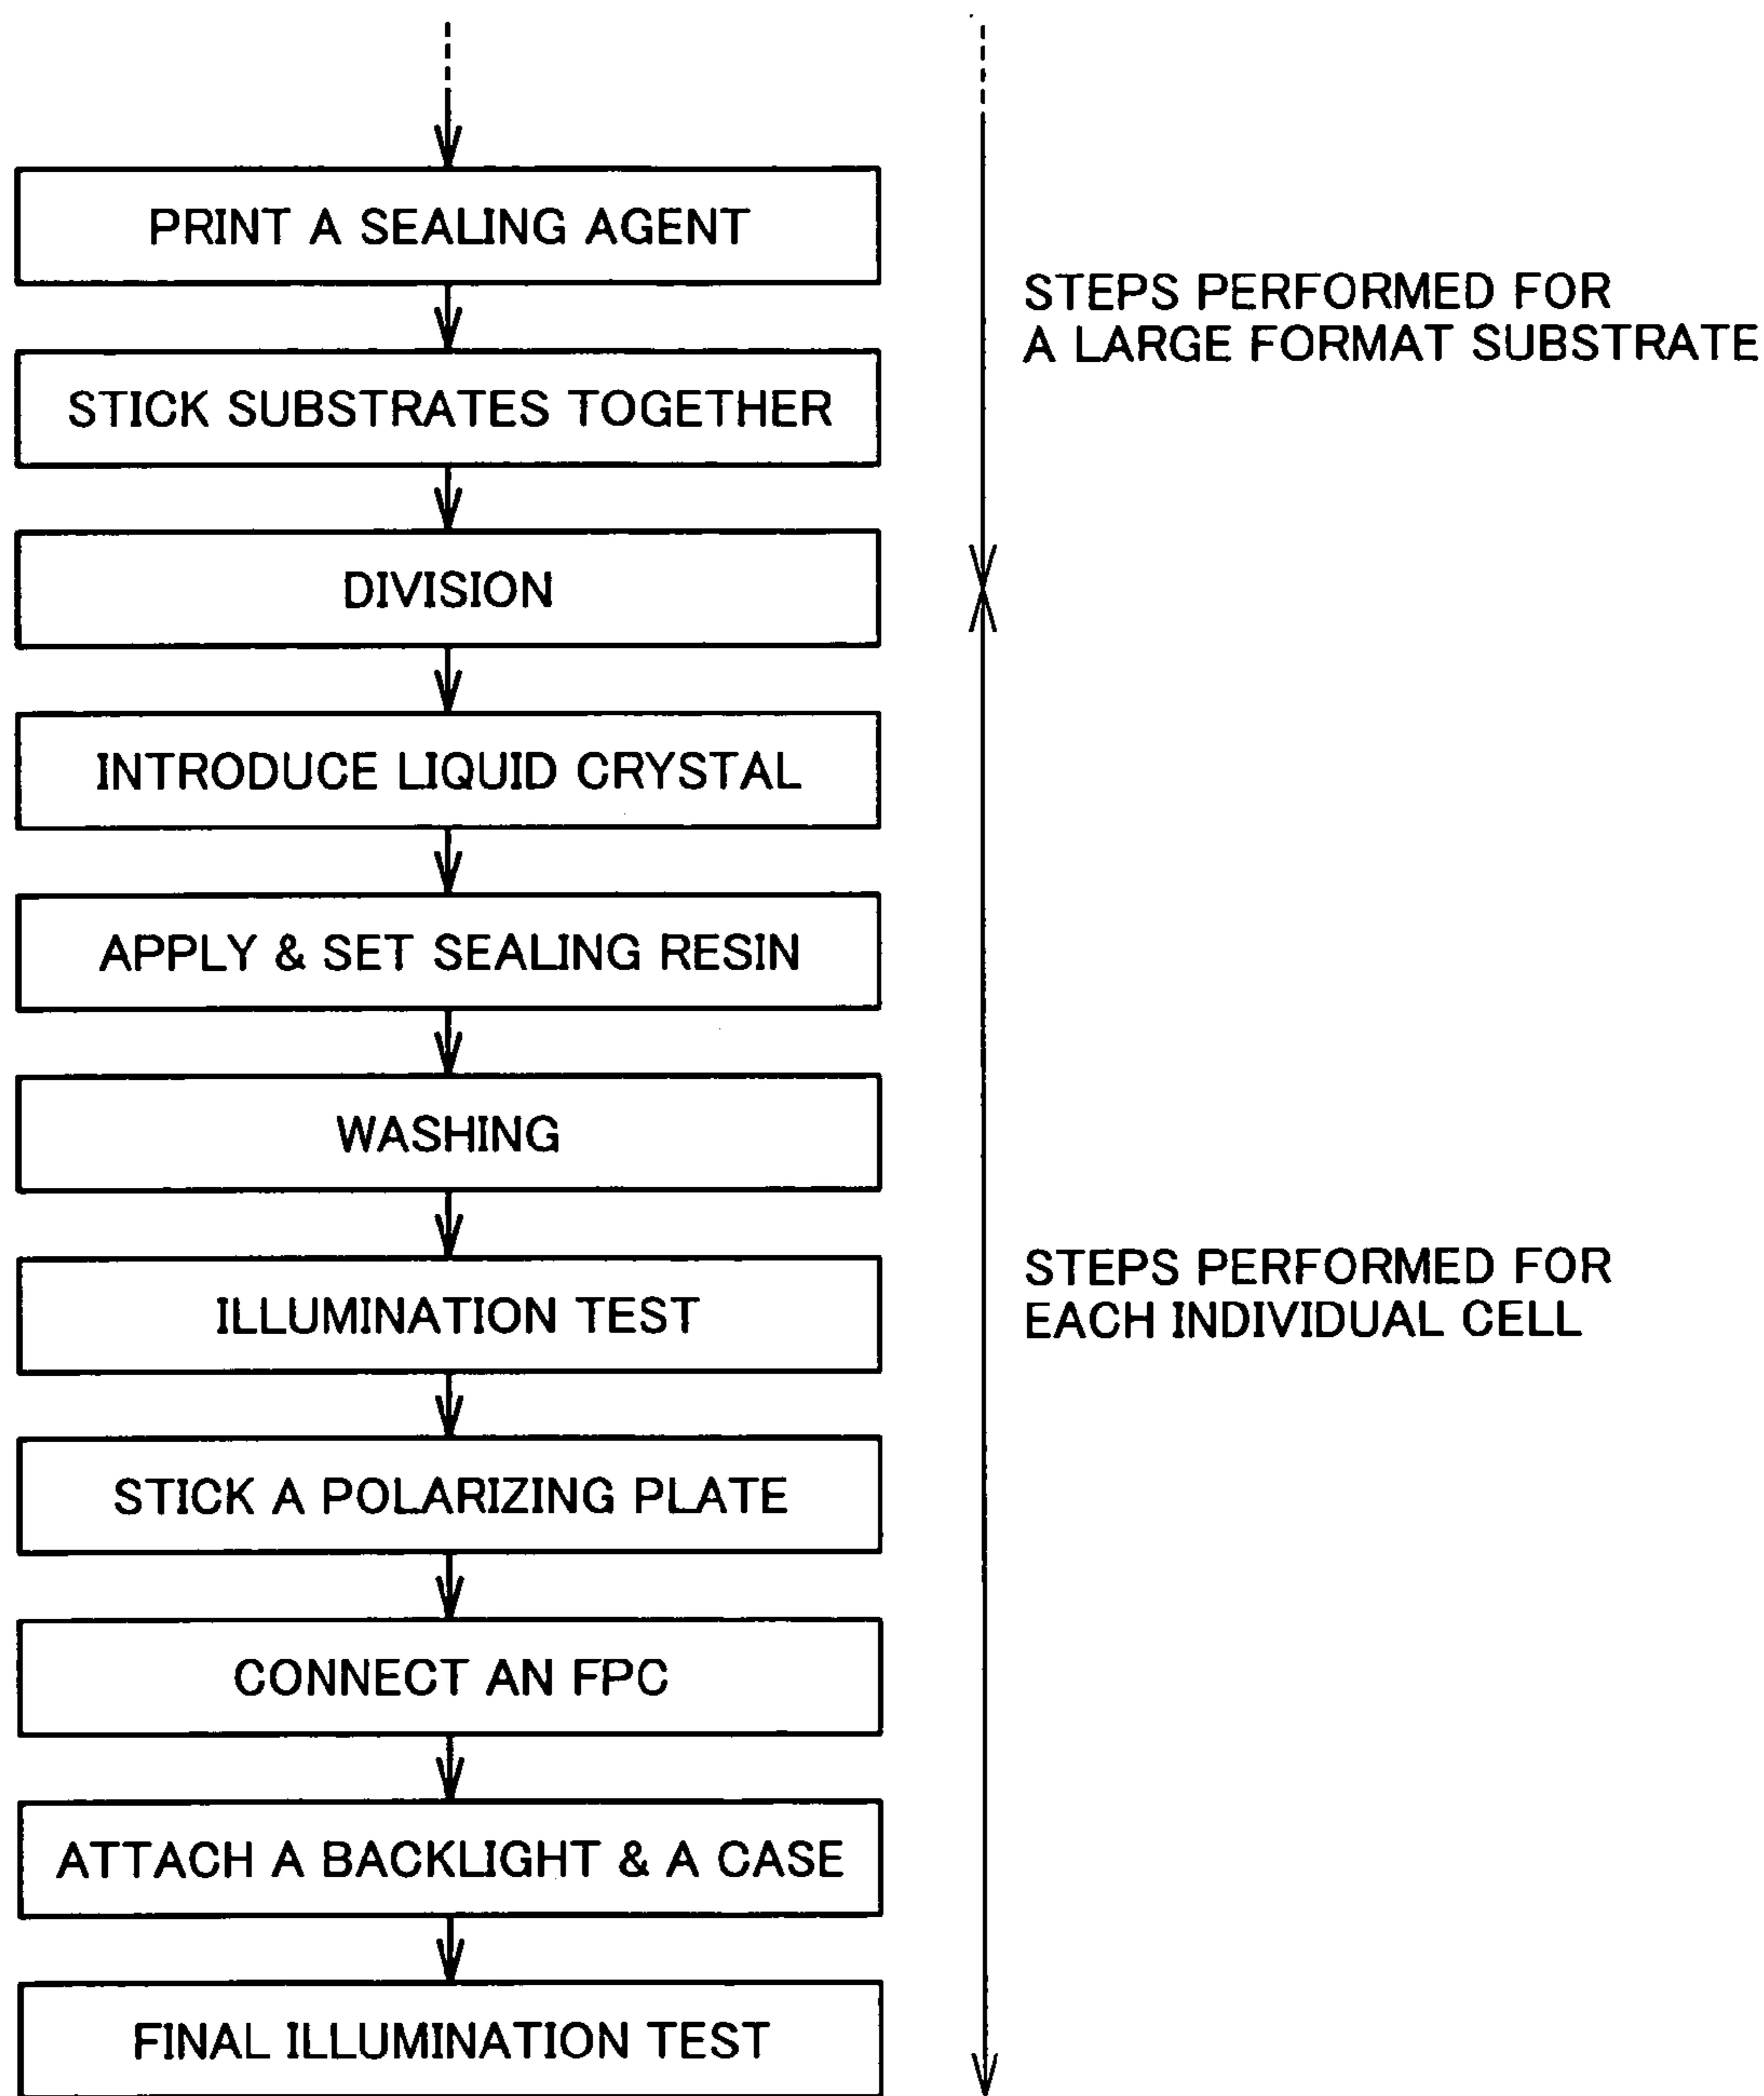 PRINT A SEALING AGENT
STICK SUBSTRATES TOGETHER
DIVISION
INTRODUCE LIQUID CRYSTAL
APPLY & SET SEALING RESIN
WASHING
ILLUMINATION TEST
STICK A POLARIZING PLATE
CONNECT AN FPC
ATTACH A BACKLIGHT & A CASE
FINAL ILLUMINATION TEST
STEPS PERFORMED FOR
A LARGE FORMAT SUBSTRATE
STEPS PERFORMED FOR
EACH INDIVIDUAL CELL